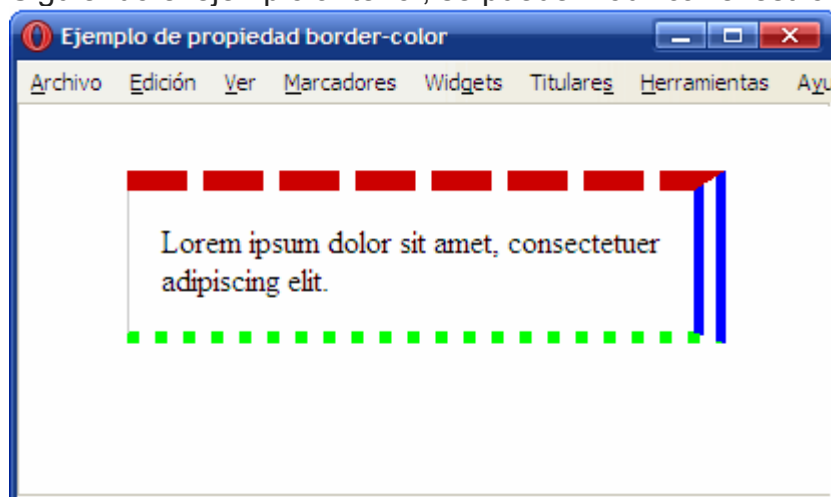 Ejemplo de propiedad border-color
Archivo Edición Ver Marcadores Widgets Titulares Herramientas
Lorem ipsum dolor sit amet, consectetuer
adipiscing elit.